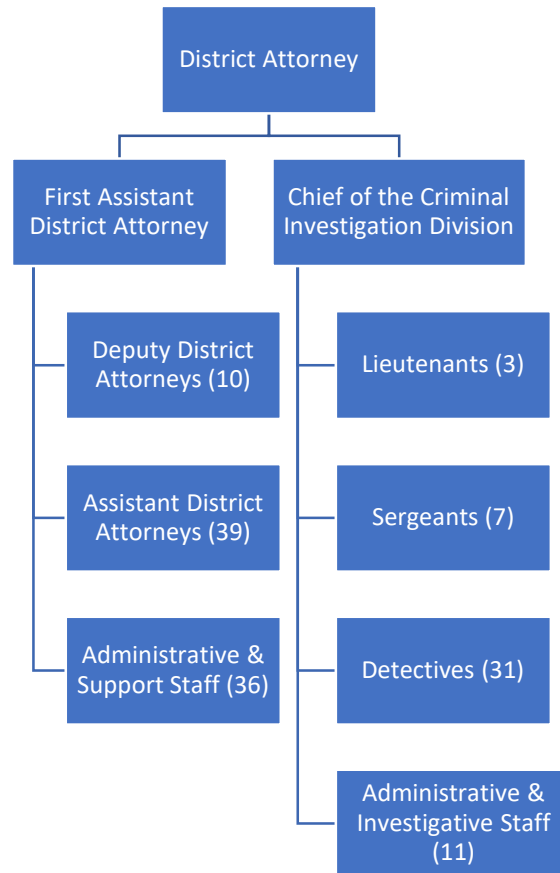 District Attorney
First Assistant
District Attorney
Chief of the Criminal
Investigation Division
Deputy District
Attorneys (10)
Assistant District
Attorneys (39)
Administrative &
Support Staff (36)
Lieutenants (3)
Sergeants (7)
Detectives (31)
Administrative &
Investigative Staff
(11)